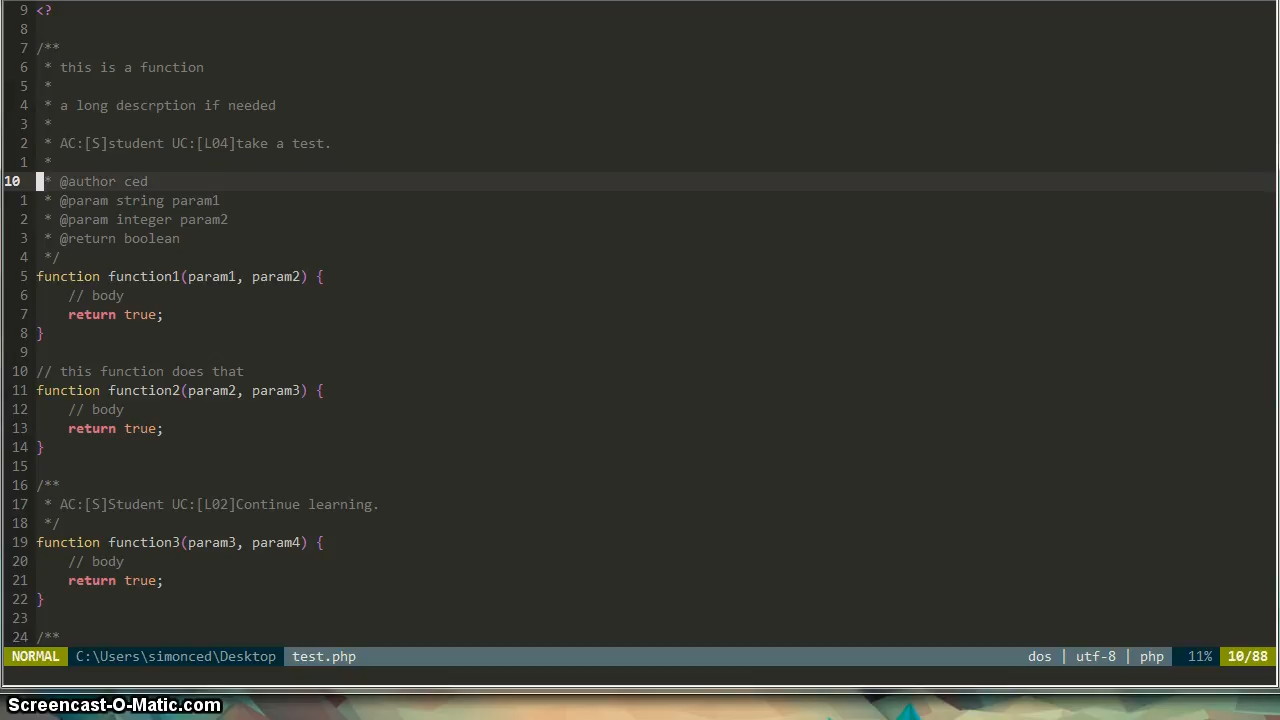 9 <?
8
7 /**
6  * this is a function
5  *
4  * a long descrption if needed
3  *
2  * AC:[S]student UC:[L04]take a test.
1  *
10  * @author ced
1  * @param string param1
2  * @param integer param2
3  * @return boolean
4  */
5 function function1(param1, param2) {
6     // body
7     return true;
8 }
9
10 // this function does that
11 function function2(param2, param3) {
12     // body
13     return true;
14 }
15
16 /**
17  * AC:[S]Student UC:[L02]Continue learning.
18  */
19 function function3(param3, param4) {
20     // body
21     return true;
22 }
23
24 /**
NORMAL C:\Users\simonced\Desktop test.php dos | utf-8 | php 11% 10/88
Screencast-O-Matic.com